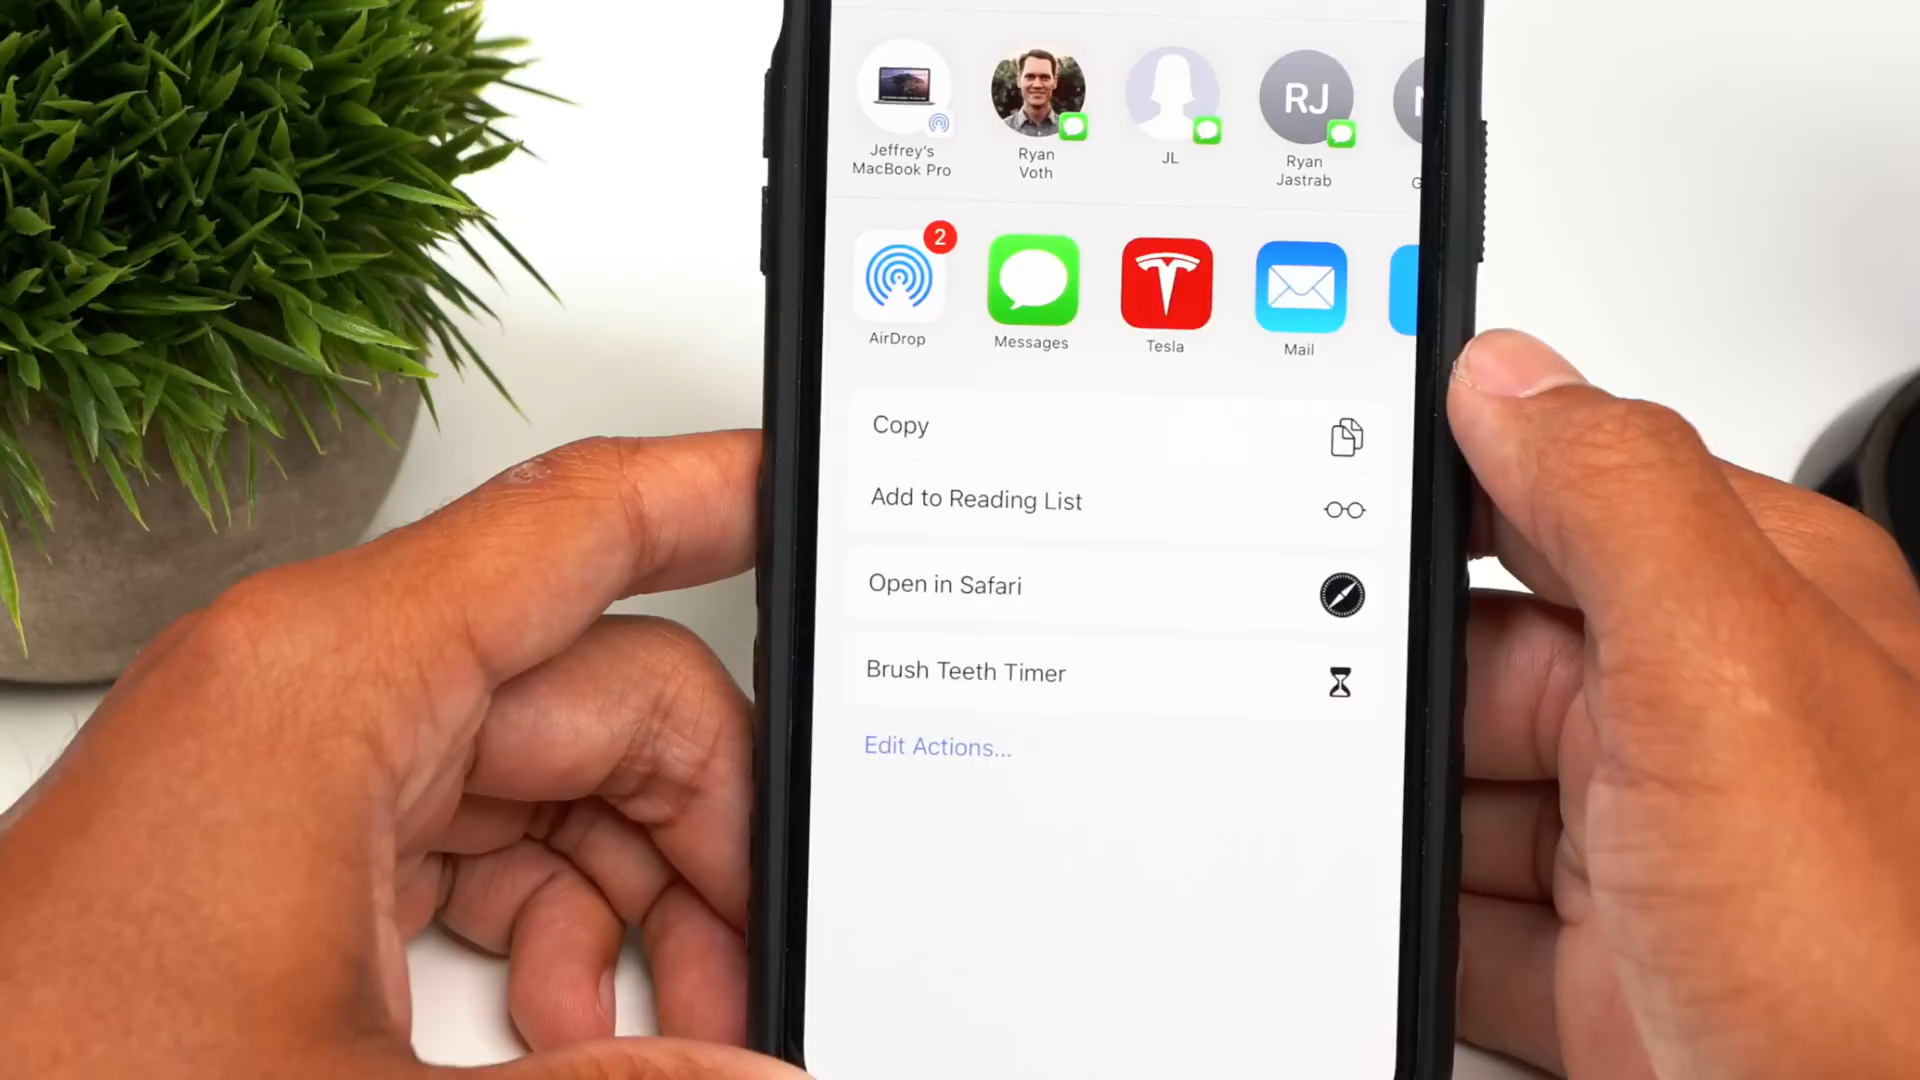 Jeffrey's
MacBook Pro
Ryan
Voth
JL
RJ
Ryan
Jastrab
2
AirDrop
Messages
Tesla
Mail
Copy
Add to Reading List
Open in Safari
Brush Teeth Timer
Edit Actions...